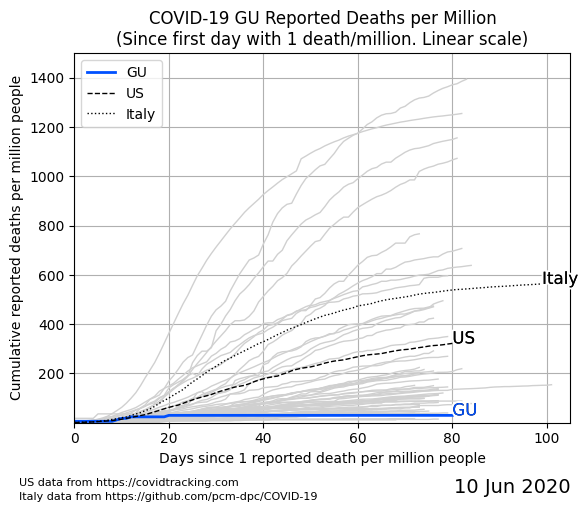 COVID-19 GU Reported Deaths per Million
(Since first day with 1 death/million. Linear scale)
Cumulative reported deaths per million people
1400
1200
1000
800
600
400
200
GU
US
Italy
Italy
US
GU
0
20
40
60
80
100
Days since 1 reported death per million people
US data from https://covidtracking.com
Italy data from https://github.com/pcm-dpc/COVID-19
10 Jun 2020